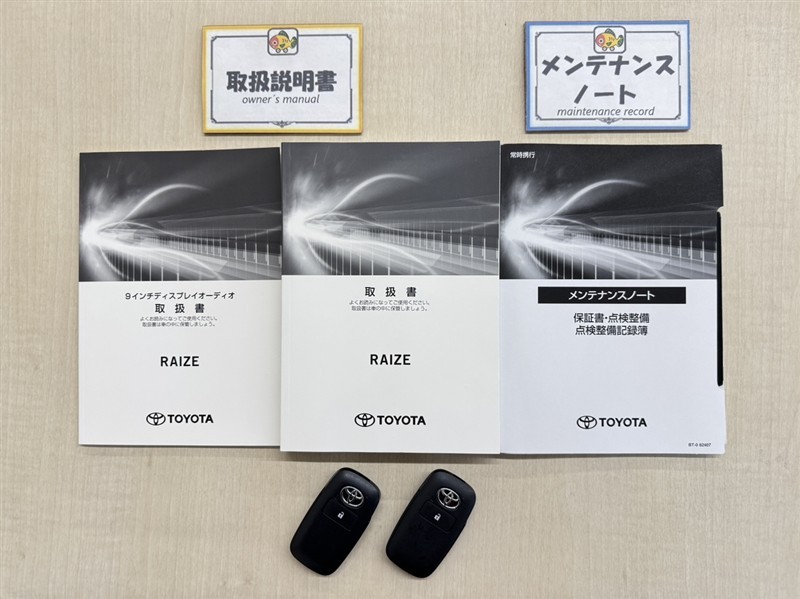 取扱説明書
owner's manual
メンテナンス
ノート
maintenance record
9インチディスプレイオーディオ
取扱書
よくお読みになってご使用ください。
取扱書は車の中に保管しましょう。
RAIZE
TOYOTA
取扱書
よくお読みになってご使用ください。
取扱書は車の中に保管しましょう。
RAIZE
TOYOTA
常時携行
メンテナンスノート
保証書・点検整備
点検整備記録簿
TOYOTA
BT-0 62407